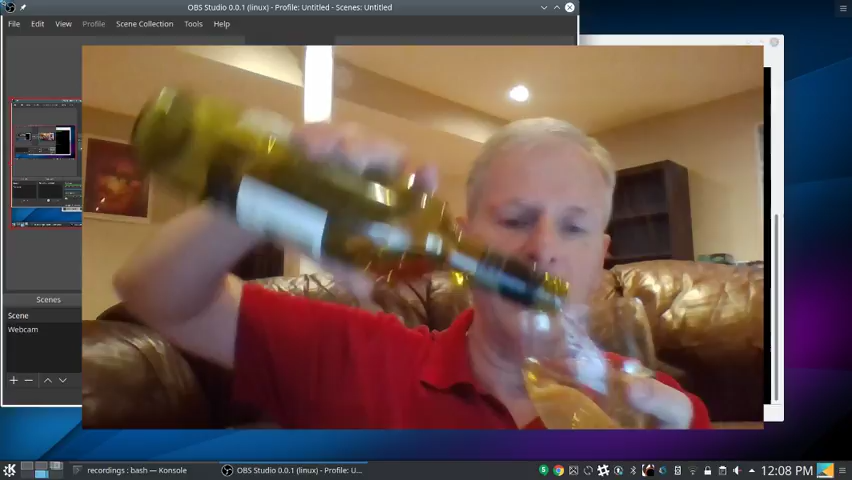 OBS Studio 0.0.1 (linux) - Profile: Untitled - Scenes: Untitled
File Edit View Profile Scene Collection Tools Help
Scenes
Scene
Webcam
recordings : bash — Konsole
OBS Studio 0.0.1 (linux) - Profile: U...
12:08 PM